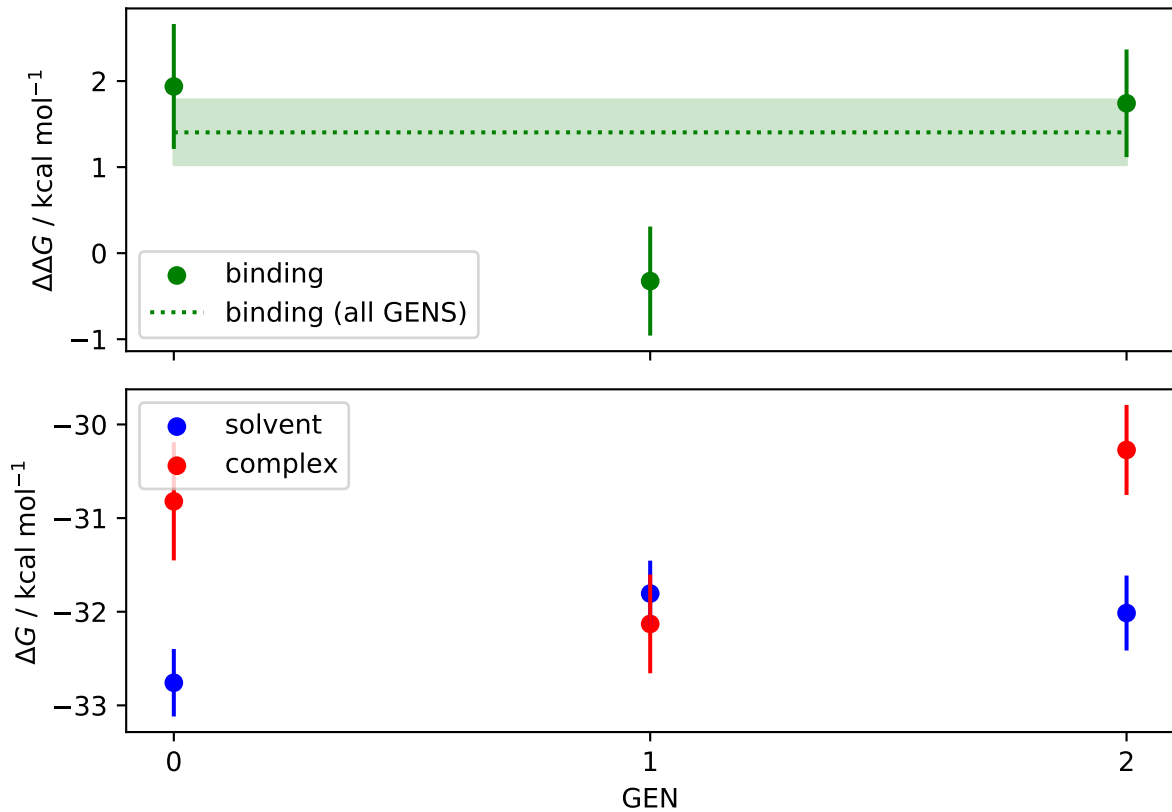 ΔΔG / kcal mol⁻¹
2
1
0
−1
binding
binding (all GENS)
ΔG / kcal mol⁻¹
−30
−31
−32
−33
solvent
complex
0 1 2
GEN